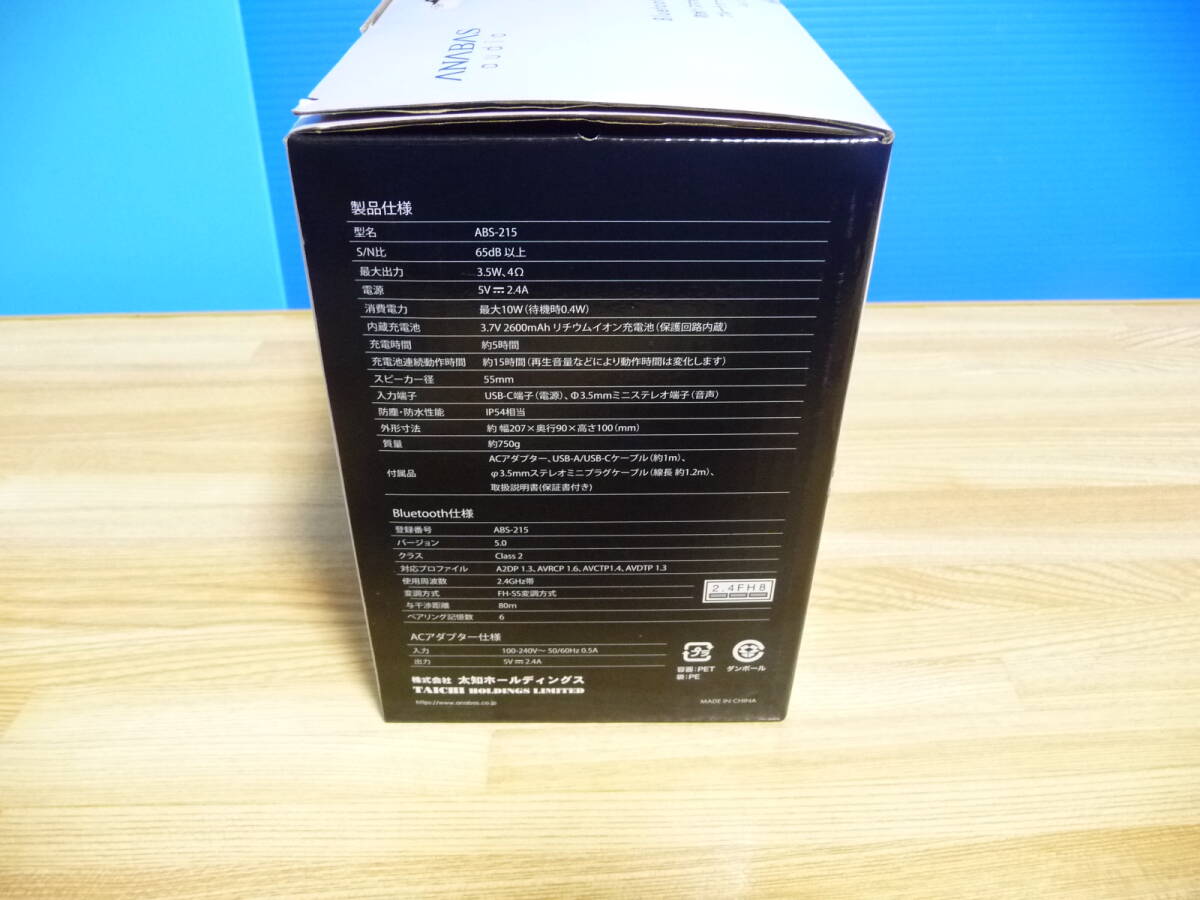 ANABAS
audio
Bluetooth
製品仕様
型名 ABS-215
S/N比 65dB 以上
最大出力 3.5W、4Ω
電源 5V⎓2.4A
消費電力 最大10W（待機時0.4W）
内蔵充電池 3.7V 2600mAh リチウムイオン充電池（保護回路内蔵）
充電時間 約5時間
充電池連続動作時間 約15時間（再生音量などにより動作時間は変化します）
スピーカー径 55mm
入力端子 USB-C端子（電源）、Φ3.5mmミニステレオ端子（音声）
防塵・防水性能 IP54相当
外形寸法 約 幅207×奥行90×高さ100（mm）
質量 約750g
付属品 ACアダプター、USB-A/USB-Cケーブル（約1m）、
φ3.5mmステレオミニプラグケーブル（線長 約1.2m）、
取扱説明書(保証書付き)
Bluetooth仕様
登録番号 ABS-215
バージョン 5.0
クラス Class 2
対応プロファイル A2DP 1.3、AVRCP 1.6、AVCTP1.4、AVDTP 1.3
使用周波数 2.4GHz帯
変調方式 FH-SS変調方式
与干渉距離 80m
ペアリング記憶数 6
2.4FH8
ACアダプター仕様
入力 100-240V～ 50/60Hz 0.5A
出力 5V⎓2.4A
プラ
容器：PET
袋：PE
ダンボール
株式会社 太知ホールディングス
TAICHI HOLDINGS LIMITED
https://www.anabas.co.jp
MADE IN CHINA